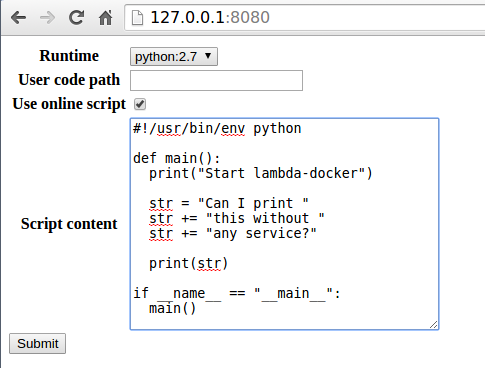 127.0.0.1:8080
Runtime python:2.7
User code path
Use online script
Script content
#!/usr/bin/env python

def main():
  print("Start lambda-docker")

  str = "Can I print "
  str += "this without "
  str += "any service?"

  print(str)

if __name__ == "__main__":
  main()
Submit